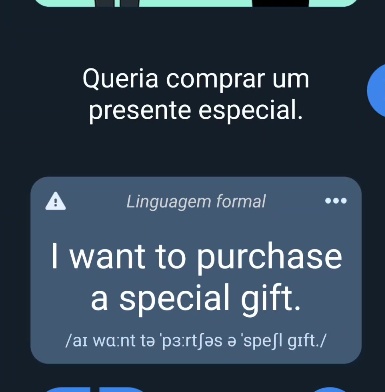 Queria comprar um
presente especial.
Linguagem formal
I want to purchase
a special gift.
/aɪ wɑːnt tə ˈpɜːrtʃəs ə ˈspeʃl ɡɪft./